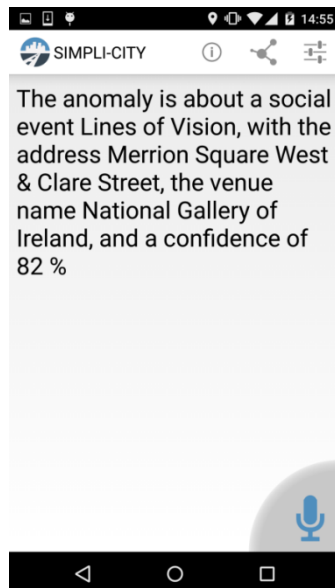 14:55
SIMPLI-CITY
The anomaly is about a social
event Lines of Vision, with the
address Merrion Square West
& Clare Street, the venue
name National Gallery of
Ireland, and a confidence of
82 %